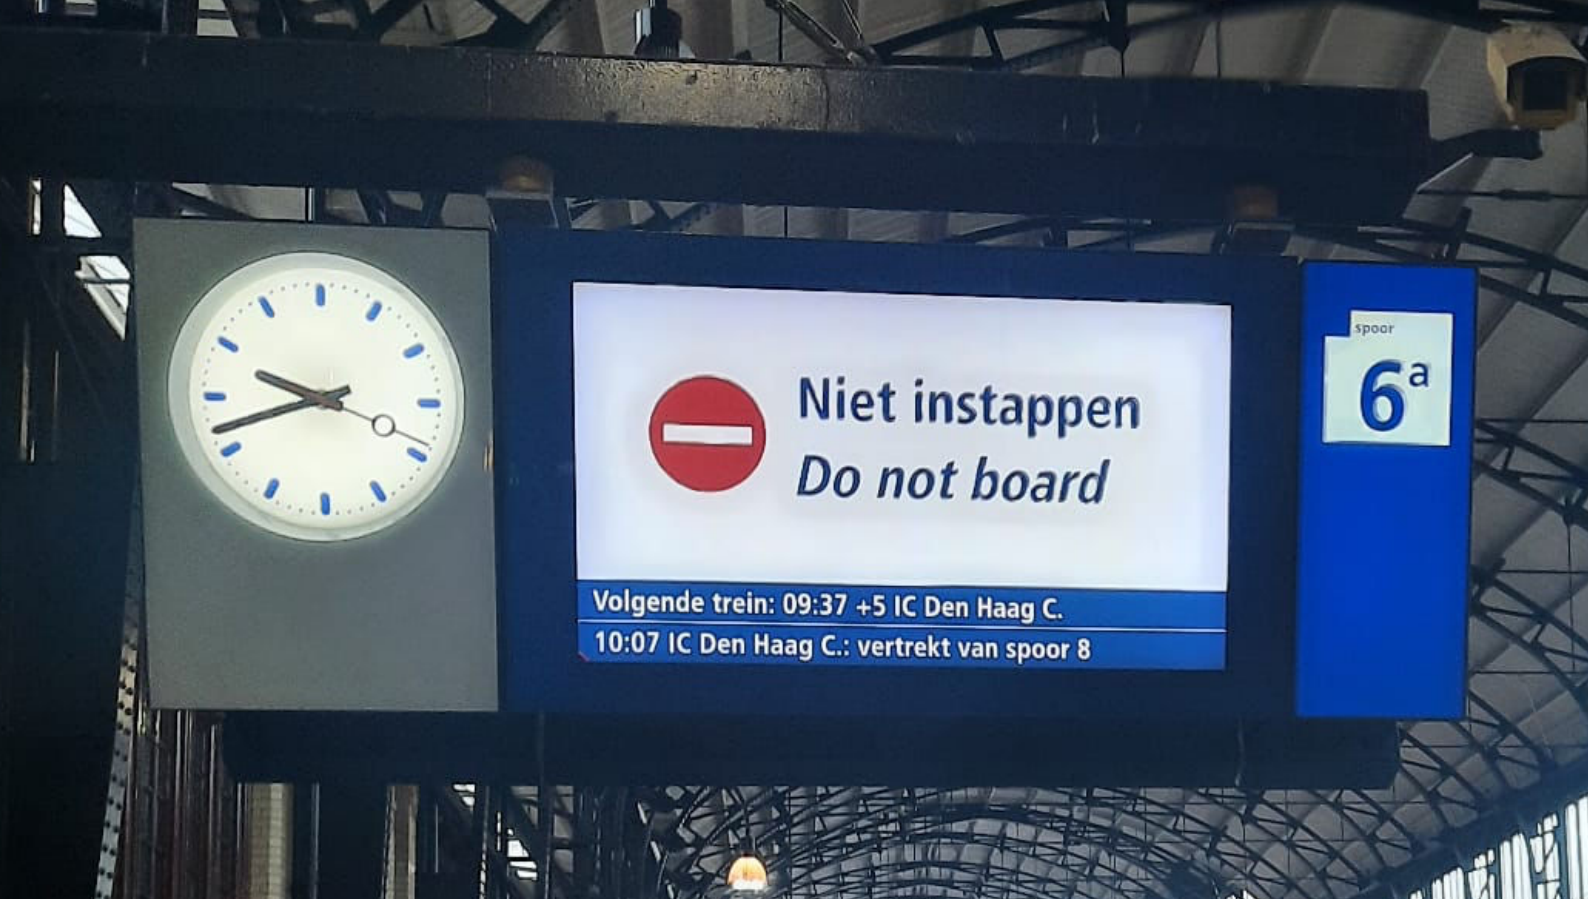 Niet instappen
Do not board
Volgende trein: 09:37 +5 IC Den Haag C.
10:07 IC Den Haag C.: vertrekt van spoor 8
spoor
6a